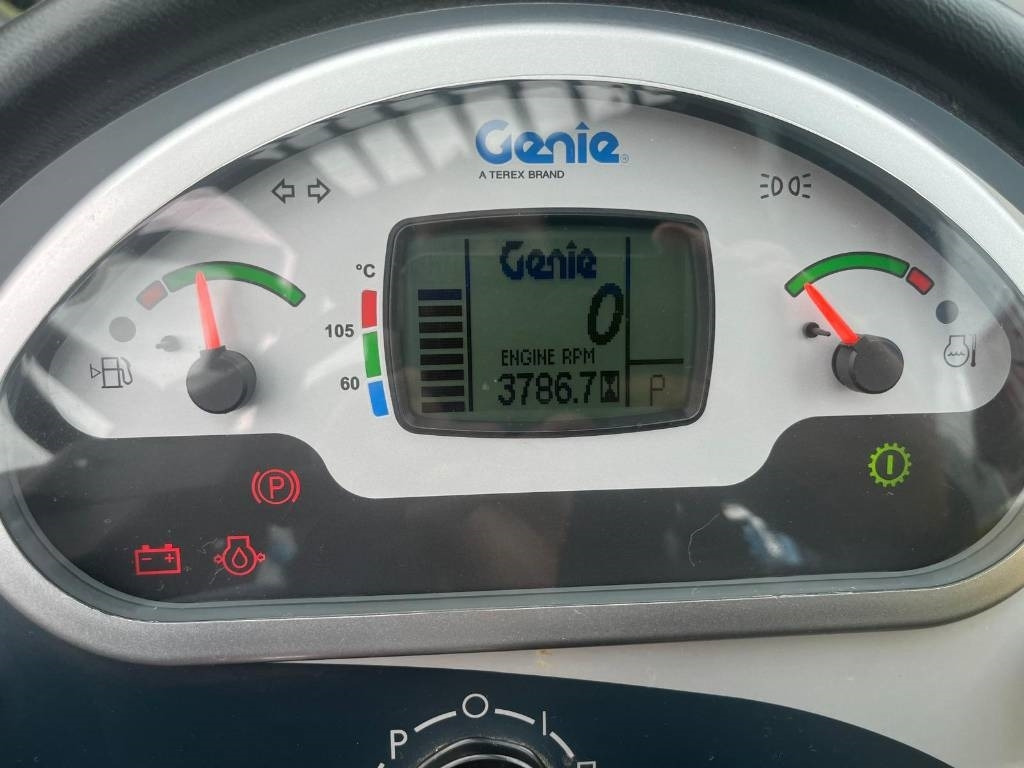 Genie®
A TEREX BRAND
°C
105
60
Genie
0
ENGINE RPM
3786.7
P
P
P O I